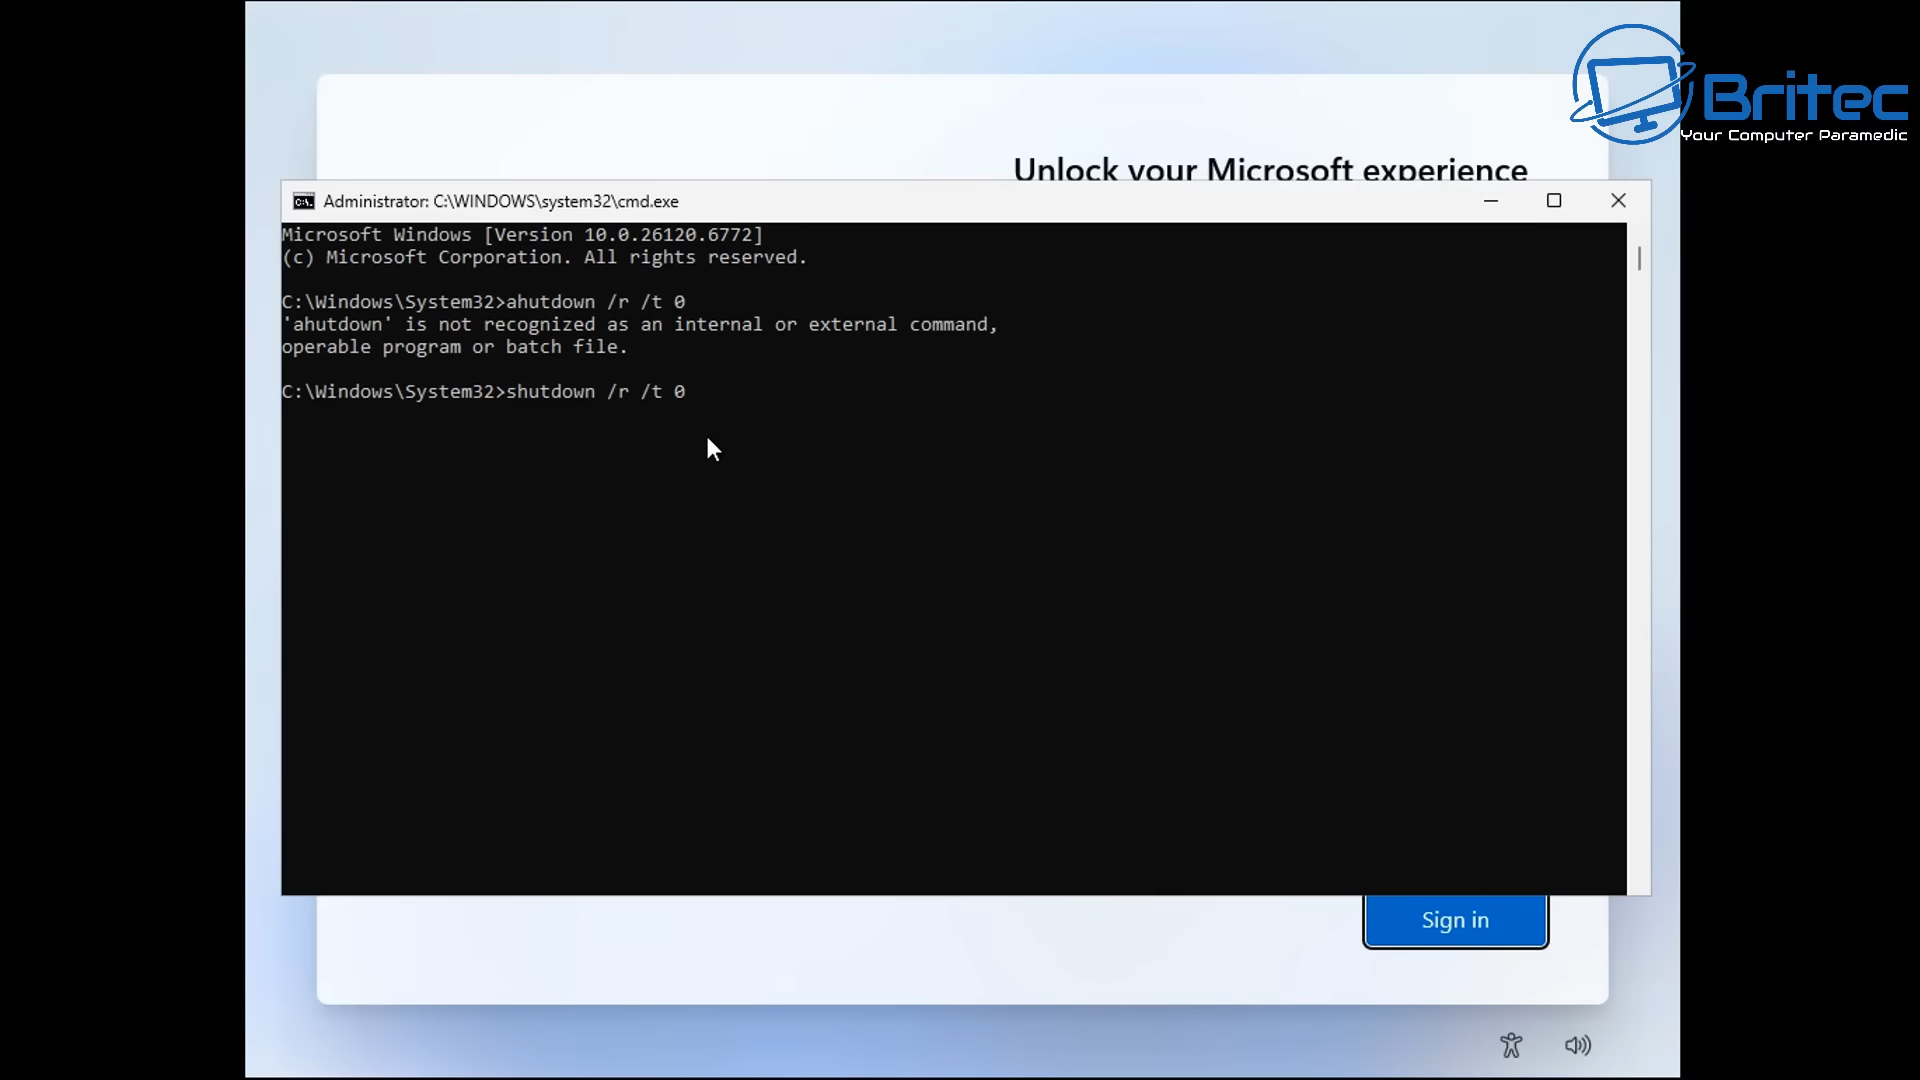 Britec
Your Computer Paramedic
Unlock your Microsoft experience
Administrator: C:\WINDOWS\system32\cmd.exe
Microsoft Windows [Version 10.0.26120.6772]
(c) Microsoft Corporation. All rights reserved.
C:\Windows\System32>ahutdown /r /t 0
'ahutdown' is not recognized as an internal or external command,
operable program or batch file.
C:\Windows\System32>shutdown /r /t 0
Sign in